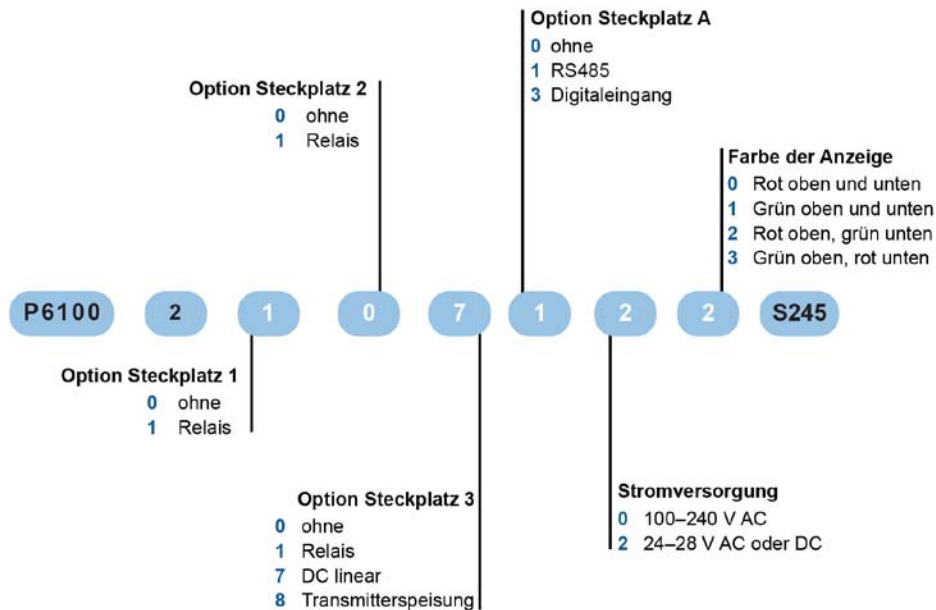 Option Steckplatz A
0 ohne
1 RS485
3 Digitaleingang
Option Steckplatz 2
0 ohne
1 Relais
Farbe der Anzeige
0 Rot oben und unten
1 Grün oben und unten
2 Rot oben, grün unten
3 Grün oben, rot unten
P6100 2 1 0 7 1 2 2 S245
Option Steckplatz 1
0 ohne
1 Relais
Option Steckplatz 3
0 ohne
1 Relais
7 DC linear
8 Transmitterspeisung
Stromversorgung
0 100–240 V AC
2 24–28 V AC oder DC